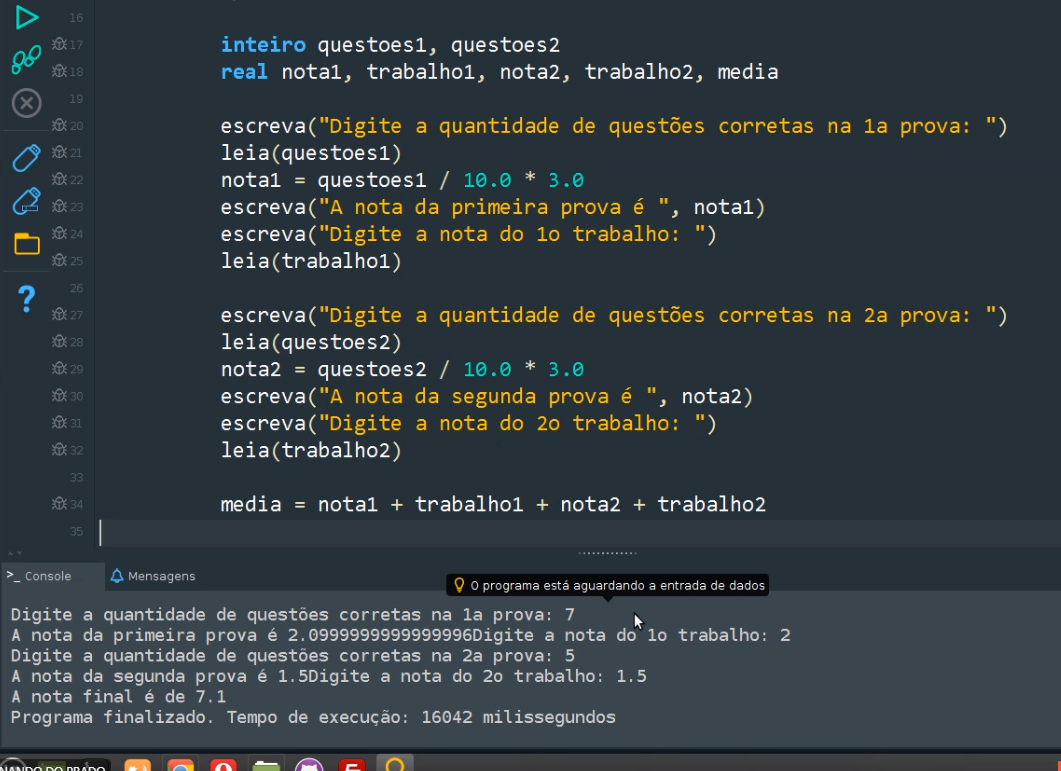 16
17 inteiro questoes1, questoes2
18 real nota1, trabalho1, nota2, trabalho2, media
19
20 escreva("Digite a quantidade de questões corretas na 1a prova: ")
21 leia(questoes1)
22 nota1 = questoes1 / 10.0 * 3.0
23 escreva("A nota da primeira prova é ", nota1)
24 escreva("Digite a nota do 1o trabalho: ")
25 leia(trabalho1)
26
27 escreva("Digite a quantidade de questões corretas na 2a prova: ")
28 leia(questoes2)
29 nota2 = questoes2 / 10.0 * 3.0
30 escreva("A nota da segunda prova é ", nota2)
31 escreva("Digite a nota do 2o trabalho: ")
32 leia(trabalho2)
33
34 media = nota1 + trabalho1 + nota2 + trabalho2
35
>_ Console Mensagens
O programa está aguardando a entrada de dados
Digite a quantidade de questões corretas na 1a prova: 7
A nota da primeira prova é 2.0999999999999996Digite a nota do 1o trabalho: 2
Digite a quantidade de questões corretas na 2a prova: 5
A nota da segunda prova é 1.5Digite a nota do 2o trabalho: 1.5
A nota final é de 7.1
Programa finalizado. Tempo de execução: 16042 milissegundos
NANDO DO PRADO